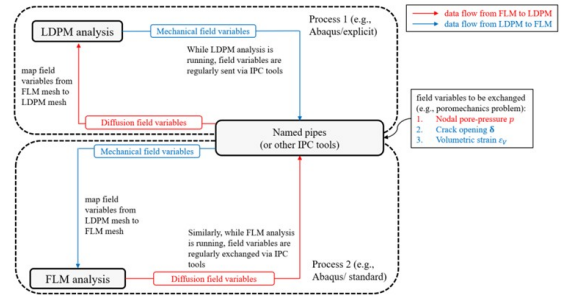 LDPM analysis
Mechanical field variables
Process 1 (e.g.,
Abaqus/explicit)
data flow from FLM to LDPM
data flow from LDPM to FLM
While LDPM analysis is
running, field variables are
regularly sent via IPC tools
map field
variables from
FLM mesh to
LDPM mesh
Diffusion field variables
field variables to be exchanged
(e.g., poromechanics problem):
1. Nodal pore-pressure p
2. Crack opening δ
3. Volumetric strain εV
Named pipes
(or other IPC tools)
Mechanical field variables
map field
variables from
LDPM mesh to
FLM mesh
Similarly, while FLM analysis
is running, field variables are
regularly exchanged via IPC
tools
Process 2 (e.g.,
Abaqus/ standard)
FLM analysis
Diffusion field variables